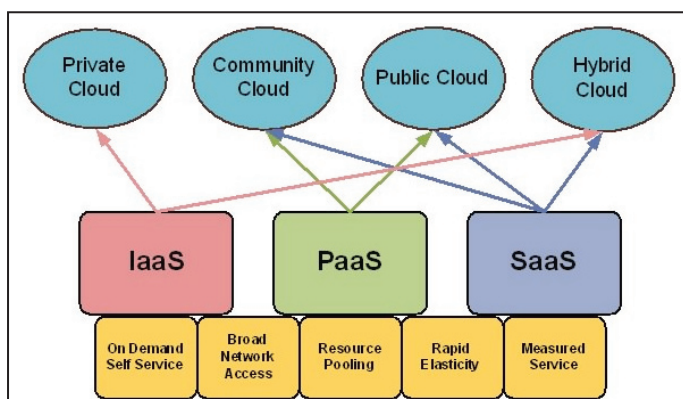 Private
Cloud
Community
Cloud
Public Cloud
Hybrid
Cloud
IaaS
PaaS
SaaS
On Demand
Self Service
Broad
Network
Access
Resource
Pooling
Rapid
Elasticity
Measured
Service